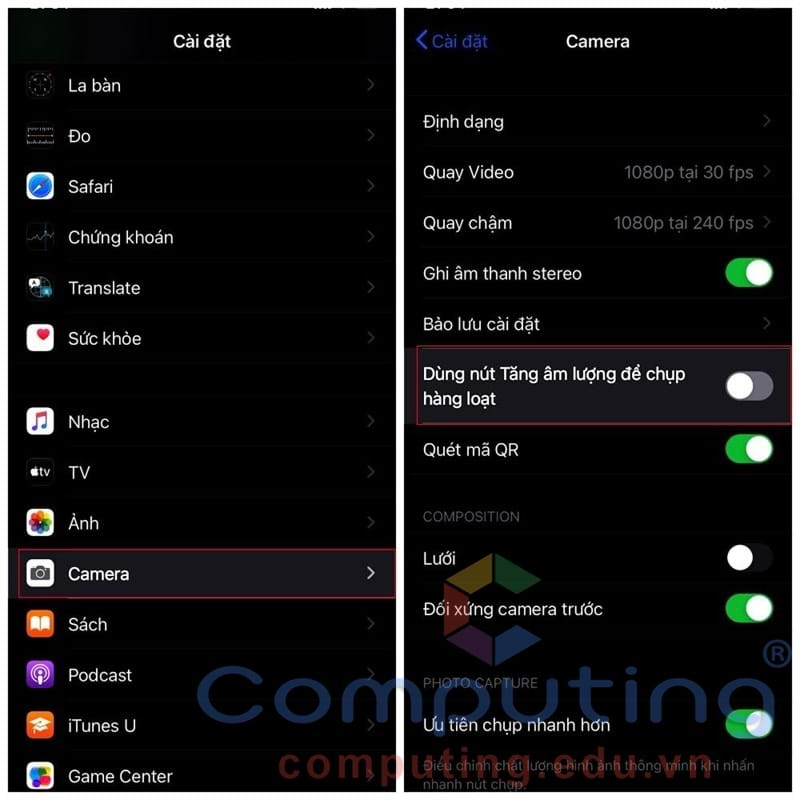 Cài đặt
La bàn
Đo
Safari
Chứng khoán
Translate
Sức khỏe
Nhạc
tv
TV
Ảnh
Camera
Sách
Podcast
iTunes U
Game Center
Cài đặt
Camera
Định dạng
Quay Video 1080p tại 30 fps
Quay chậm 1080p tại 240 fps
Ghi âm thanh stereo
Bảo lưu cài đặt
Dùng nút Tăng âm lượng để chụp
hàng loạt
Quét mã QR
COMPOSITION
Lưới
Đối xứng camera trước
PHOTO CAPTURE
Ưu tiên chụp nhanh hơn
Điều chỉnh chất lượng hình ảnh thông minh khi nhấn
nhanh nút chụp.
Computing®
computing.edu.vn